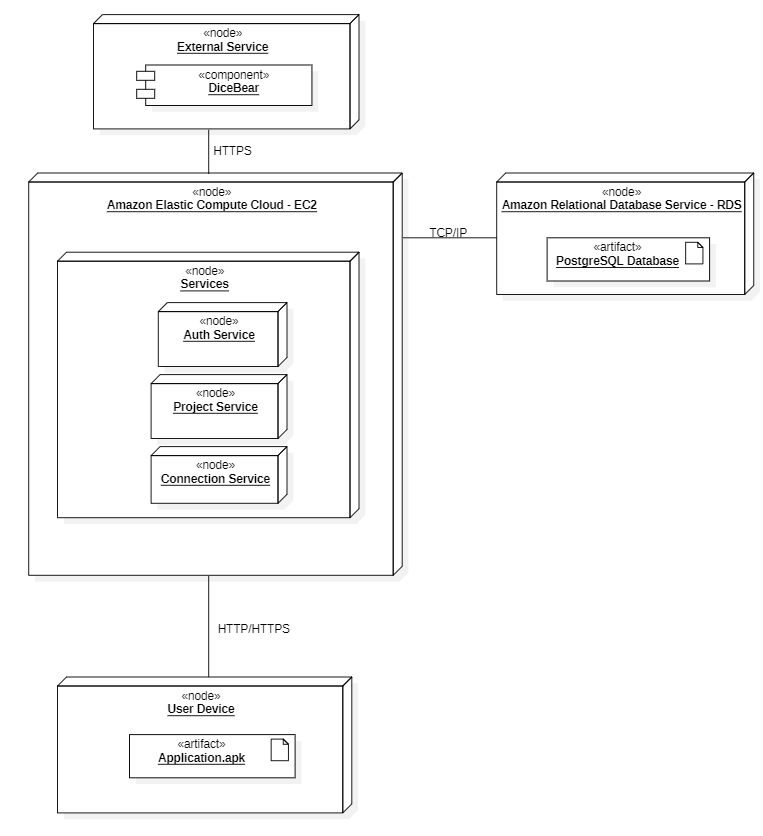 «node»
External Service
«component»
DiceBear
HTTPS
«node»
Amazon Elastic Compute Cloud - EC2
«node»
Amazon Relational Database Service - RDS
TCP/IP
«artifact»
PostgreSQL Database
«node»
Services
«node»
Auth Service
«node»
Project Service
«node»
Connection Service
HTTP/HTTPS
«node»
User Device
«artifact»
Application.apk